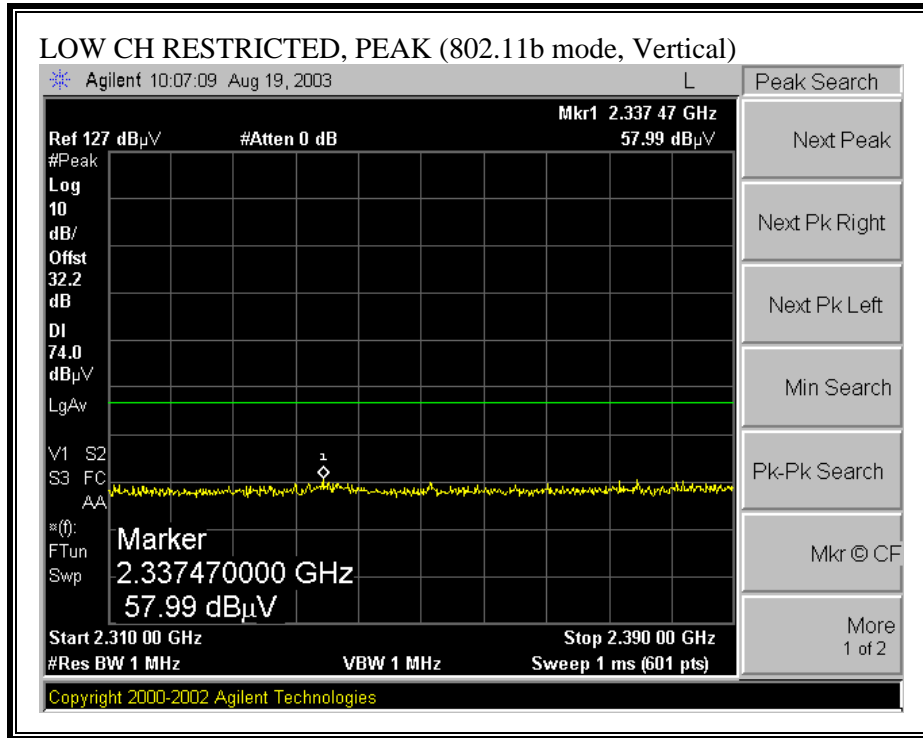 LOW CH RESTRICTED, PEAK (802.11b mode, Vertical)
Agilent 10:07:09 Aug 19, 2003 L
Peak Search
Mkr1 2.337 47 GHz
Ref 127 dBµV #Atten 0 dB 57.99 dBµV
#Peak
Log
10
dB/
Offst
32.2
dB
DI
74.0
dBµV
LgAv
V1 S2
S3 FC
AA
¤(f):
FTun
Swp
1
Marker
2.337470000 GHz
57.99 dBµV
Start 2.310 00 GHz Stop 2.390 00 GHz
#Res BW 1 MHz VBW 1 MHz Sweep 1 ms (601 pts)
Copyright 2000-2002 Agilent Technologies
Next Peak
Next Pk Right
Next Pk Left
Min Search
Pk-Pk Search
Mkr © CF
More
1 of 2